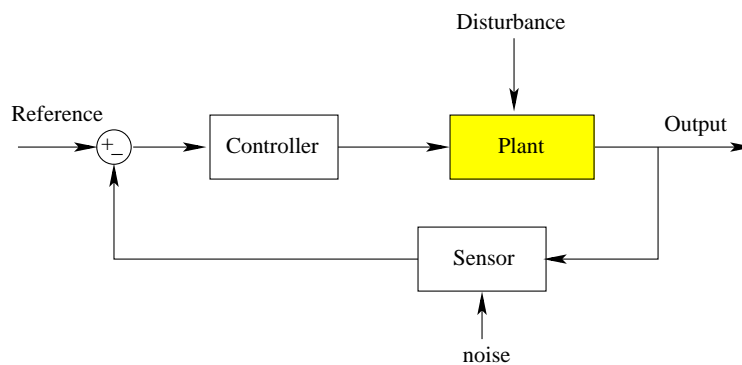 Disturbance
Reference
+
–
Controller
Plant
Output
Sensor
noise